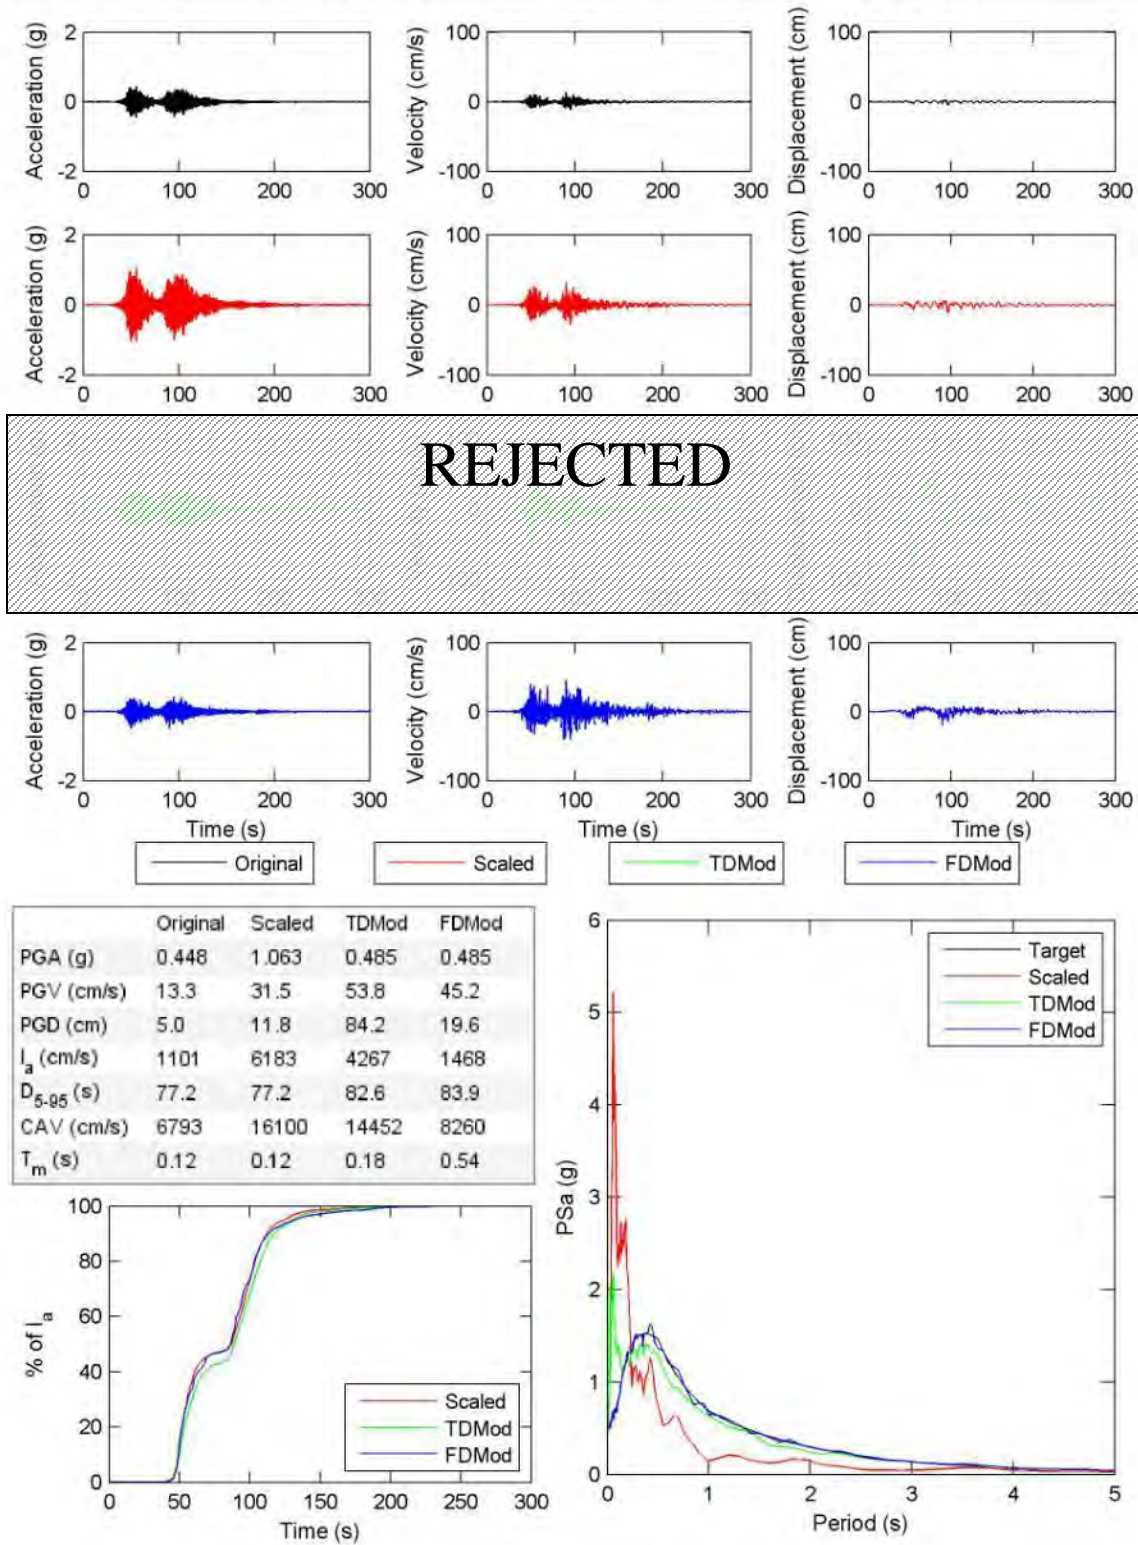 Acceleration (g)
2
0
-2
0 100 200 300
Velocity (cm/s)
100
0
-100
0 100 200 300
Displacement (cm)
100
0
-100
0 100 200 300
Acceleration (g)
2
0
-2
0 100 200 300
Velocity (cm/s)
100
0
-100
0 100 200 300
Displacement (cm)
100
0
-100
0 100 200 300
REJECTED
Acceleration (g)
2
0
-2
0 100 200 300
Time (s)
Velocity (cm/s)
100
0
-100
0 100 200 300
Time (s)
Displacement (cm)
100
0
-100
0 100 200 300
Time (s)
Original
Scaled
TDMod
FDMod
Original Scaled TDMod FDMod
PGA (g) 0.448 1.063 0.485 0.485
PGV (cm/s) 13.3 31.5 53.8 45.2
PGD (cm) 5.0 11.8 84.2 19.6
Ia (cm/s) 1101 6183 4267 1468
D5-95 (s) 77.2 77.2 82.6 83.9
CAV (cm/s) 6793 16100 14452 8260
Tm (s) 0.12 0.12 0.18 0.54
% of Ia
100
80
60
40
20
0
0 50 100 150 200 250 300
Time (s)
Scaled
TDMod
FDMod
PSa (g)
6
5
4
3
2
1
0
0 1 2 3 4 5
Period (s)
Target
Scaled
TDMod
FDMod